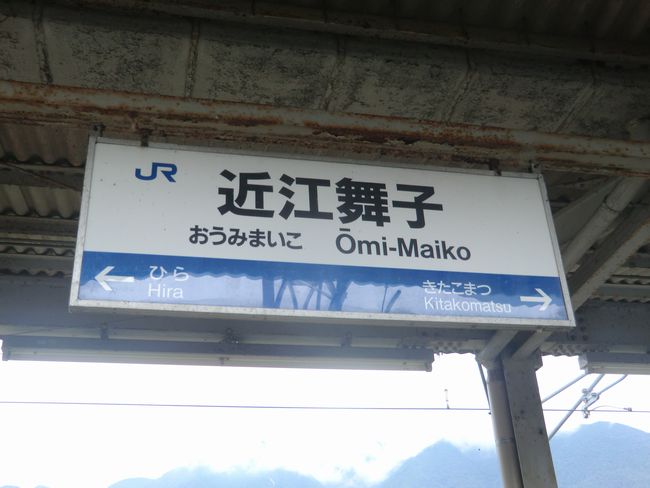 JR 近江舞子
おうみまいこ Ōmi-Maiko
← ひら きたこまつ →
Hira Kitakomatsu